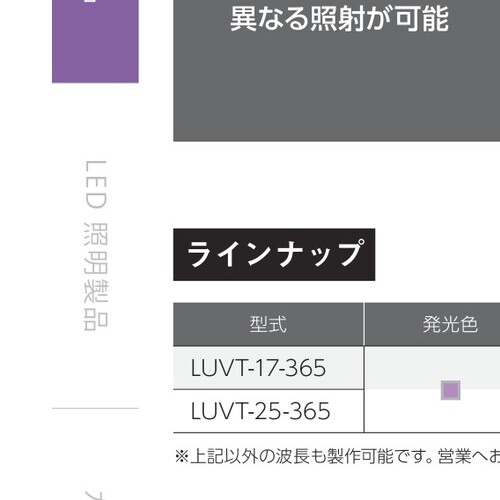 異なる照射が可能
LED 照明製品
ラインナップ
型式 発光色
LUVT-17-365
LUVT-25-365
※上記以外の波長も製作可能です。営業へお